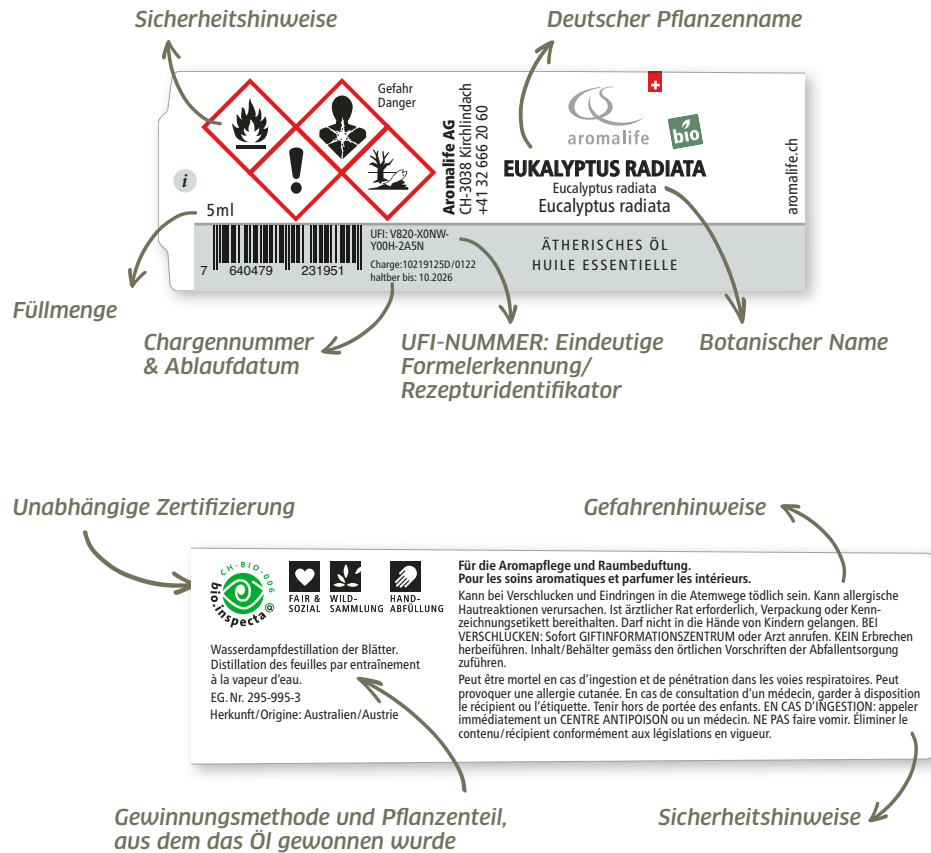 Sicherheitshinweise
Deutscher Pflanzenname
Gefahr
Danger
Aromalife AG
CH-3038 Kirchlindach
+41 32 666 20 60
aromalife
bio
EUKALYPTUS RADIATA
Eucalyptus radiata
Eucalyptus radiata
aromalife.ch
i
5ml
UFI: V820-X0NW-
Y00H-2A5N
Charge:10219125D/0122
haltber bis: 10.2026
7 640479 231951
ÄTHERISCHES ÖL
HUILE ESSENTIELLE
Füllmenge
Chargennummer
& Ablaufdatum
UFI-NUMMER: Eindeutige
Formelerkennung/
Rezepturidentifikator
Botanischer Name
Unabhängige Zertifizierung
Gefahrenhinweise
CH-BIO-006
bio.inspecta®
FAIR &
SOZIAL
WILD-
SAMMLUNG
HAND-
ABFÜLLUNG
Wasserdampfdestillation der Blätter.
Distillation des feuilles par entraînement
à la vapeur d'eau.
EG. Nr. 295-995-3
Herkunft/Origine: Australien/Austrie
Für die Aromapflege und Raumbeduftung.
Pour les soins aromatiques et parfumer les intérieurs.
Kann bei Verschlucken und Eindringen in die Atemwege tödlich sein. Kann allergische
Hautreaktionen verursachen. Ist ärztlicher Rat erforderlich, Verpackung oder Kenn-
zeichnungsetikett bereithalten. Darf nicht in die Hände von Kindern gelangen. BEI
VERSCHLUCKEN: Sofort GIFTINFORMATIONSZENTRUM oder Arzt anrufen. KEIN Erbrechen
herbeiführen. Inhalt/Behälter gemäss den örtlichen Vorschriften der Abfallentsorgung
zuführen.
Peut être mortel en cas d'ingestion et de pénétration dans les voies respiratoires. Peut
provoquer une allergie cutanée. En cas de consultation d'un médecin, garder à disposition
le récipient ou l'étiquette. Tenir hors de portée des enfants. EN CAS D'INGESTION: appeler
immédiatement un CENTRE ANTIPOISON ou un médecin. NE PAS faire vomir. Éliminer le
contenu/récipient conformément aux législations en vigueur.
Gewinnungsmethode und Pflanzenteil,
aus dem das Öl gewonnen wurde
Sicherheitshinweise